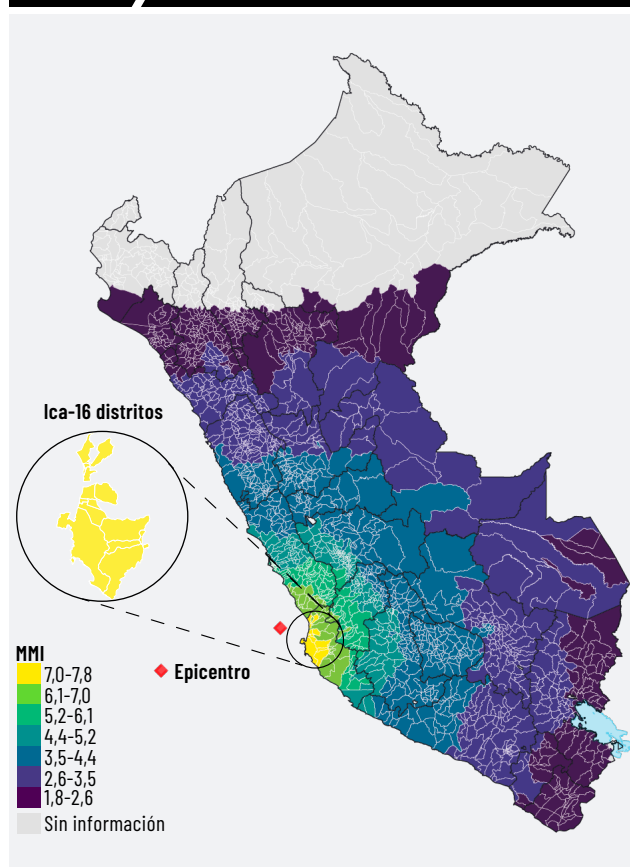 Ica-16 distritos
MMI
7,0-7,8
6,1-7,0
5,2-6,1
4,4-5,2
3,5-4,4
2,6-3,5
1,8-2,6
Sin información
Epicentro